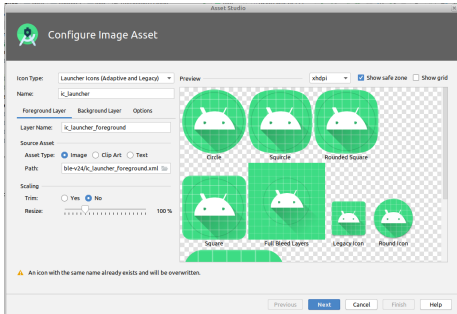 Asset Studio
Configure Image Asset
Icon Type: Launcher Icons (Adaptive and Legacy)
Name: ic_launcher
Foreground Layer Background Layer Options
Layer Name: ic_launcher_foreground
Source Asset
Asset Type: Image Clip Art Text
Path: ble-v24/ic_launcher_foreground.xml
Scaling
Trim: Yes No
Resize: 100 %
Preview xhdpi Show safe zone Show grid
Circle Squircle Rounded Square
Square Full Bleed Layers Legacy Icon Round Icon
An icon with the same name already exists and will be overwritten.
Previous Next Cancel Finish Help